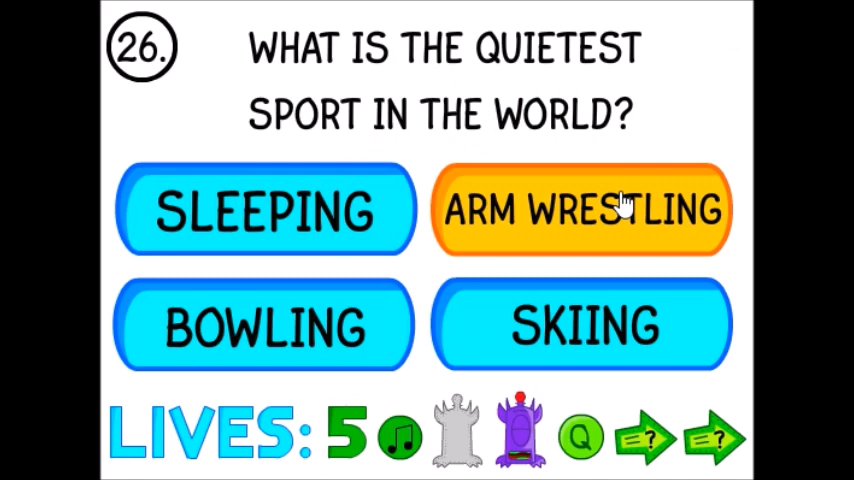 26.
WHAT IS THE QUIETEST
SPORT IN THE WORLD?
SLEEPING
ARM WRESTLING
BOWLING
SKIING
LIVES: 5
Q
?
?